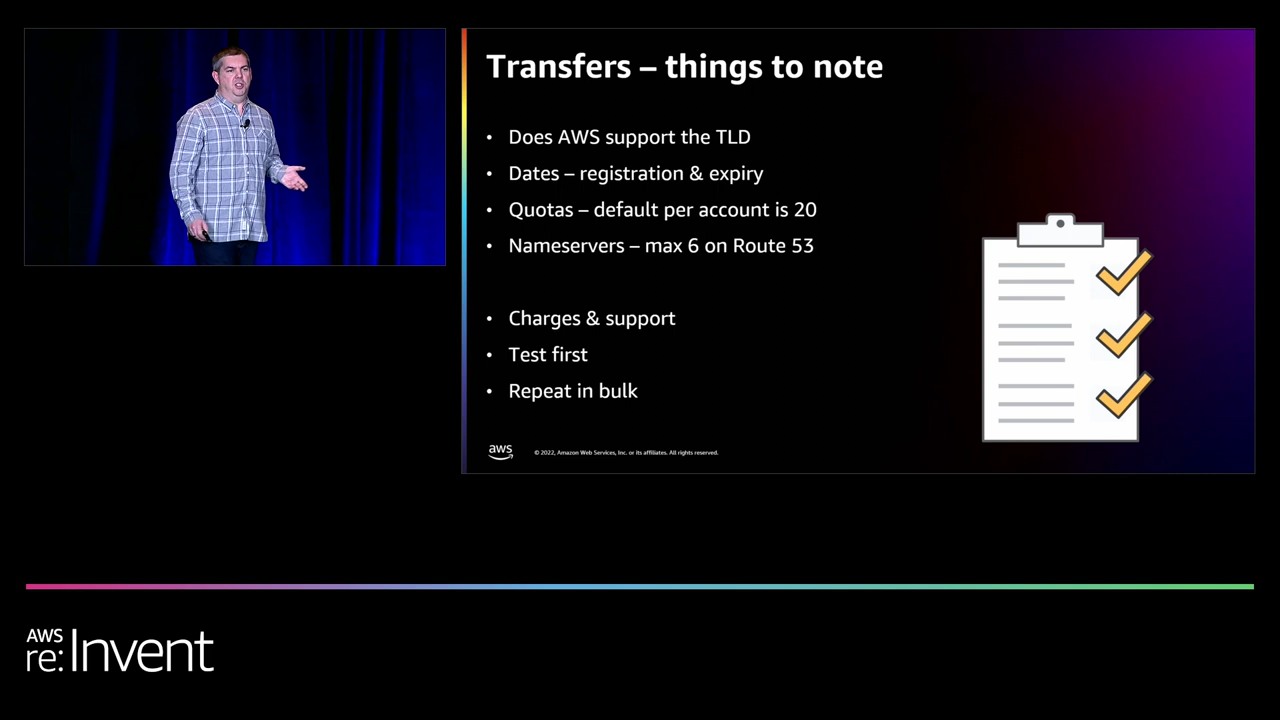 Transfers – things to note
• Does AWS support the TLD
• Dates – registration & expiry
• Quotas – default per account is 20
• Nameservers – max 6 on Route 53
• Charges & support
• Test first
• Repeat in bulk
aws
© 2022, Amazon Web Services, Inc. or its affiliates. All rights reserved.
AWS
re:Invent